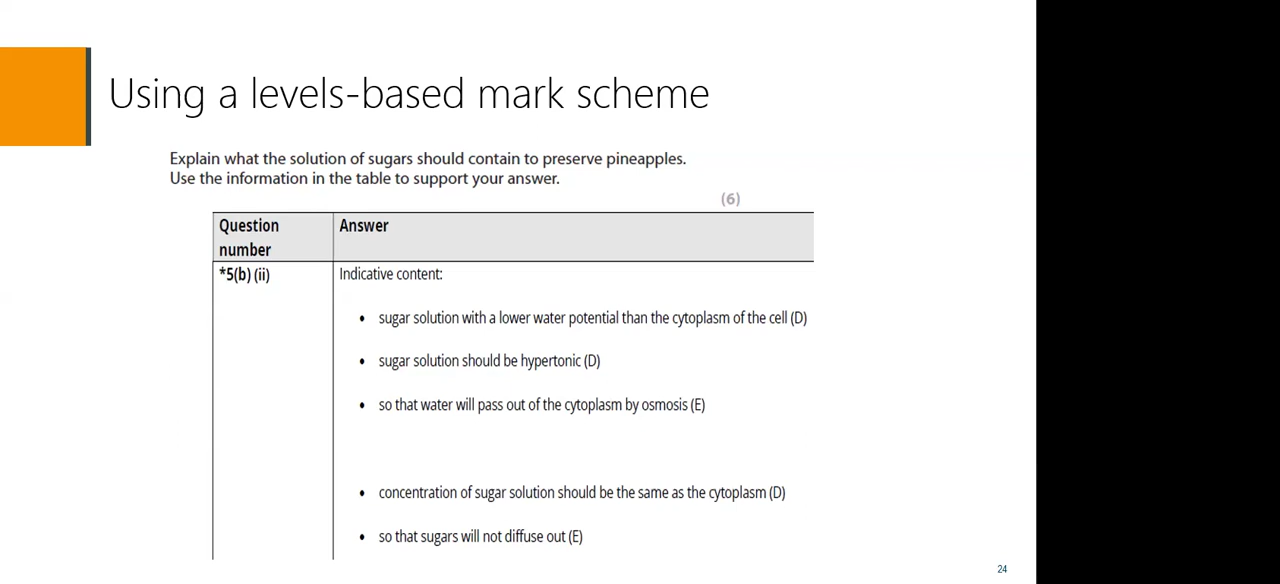 Using a levels-based mark scheme
Explain what the solution of sugars should contain to preserve pineapples.
Use the information in the table to support your answer.
(6)
Question number
Answer
*5(b) (ii)
Indicative content:
• sugar solution with a lower water potential than the cytoplasm of the cell (D)
• sugar solution should be hypertonic (D)
• so that water will pass out of the cytoplasm by osmosis (E)
• concentration of sugar solution should be the same as the cytoplasm (D)
• so that sugars will not diffuse out (E)
24